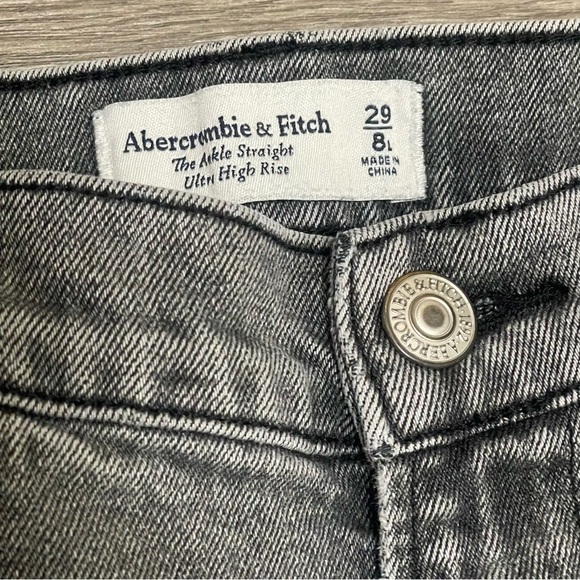 Abercrombie & Fitch
The Ankle Straight
Ultra High Rise
29
8L
MADE IN
CHINA
ABERCROMBIE & FITCH · 1892